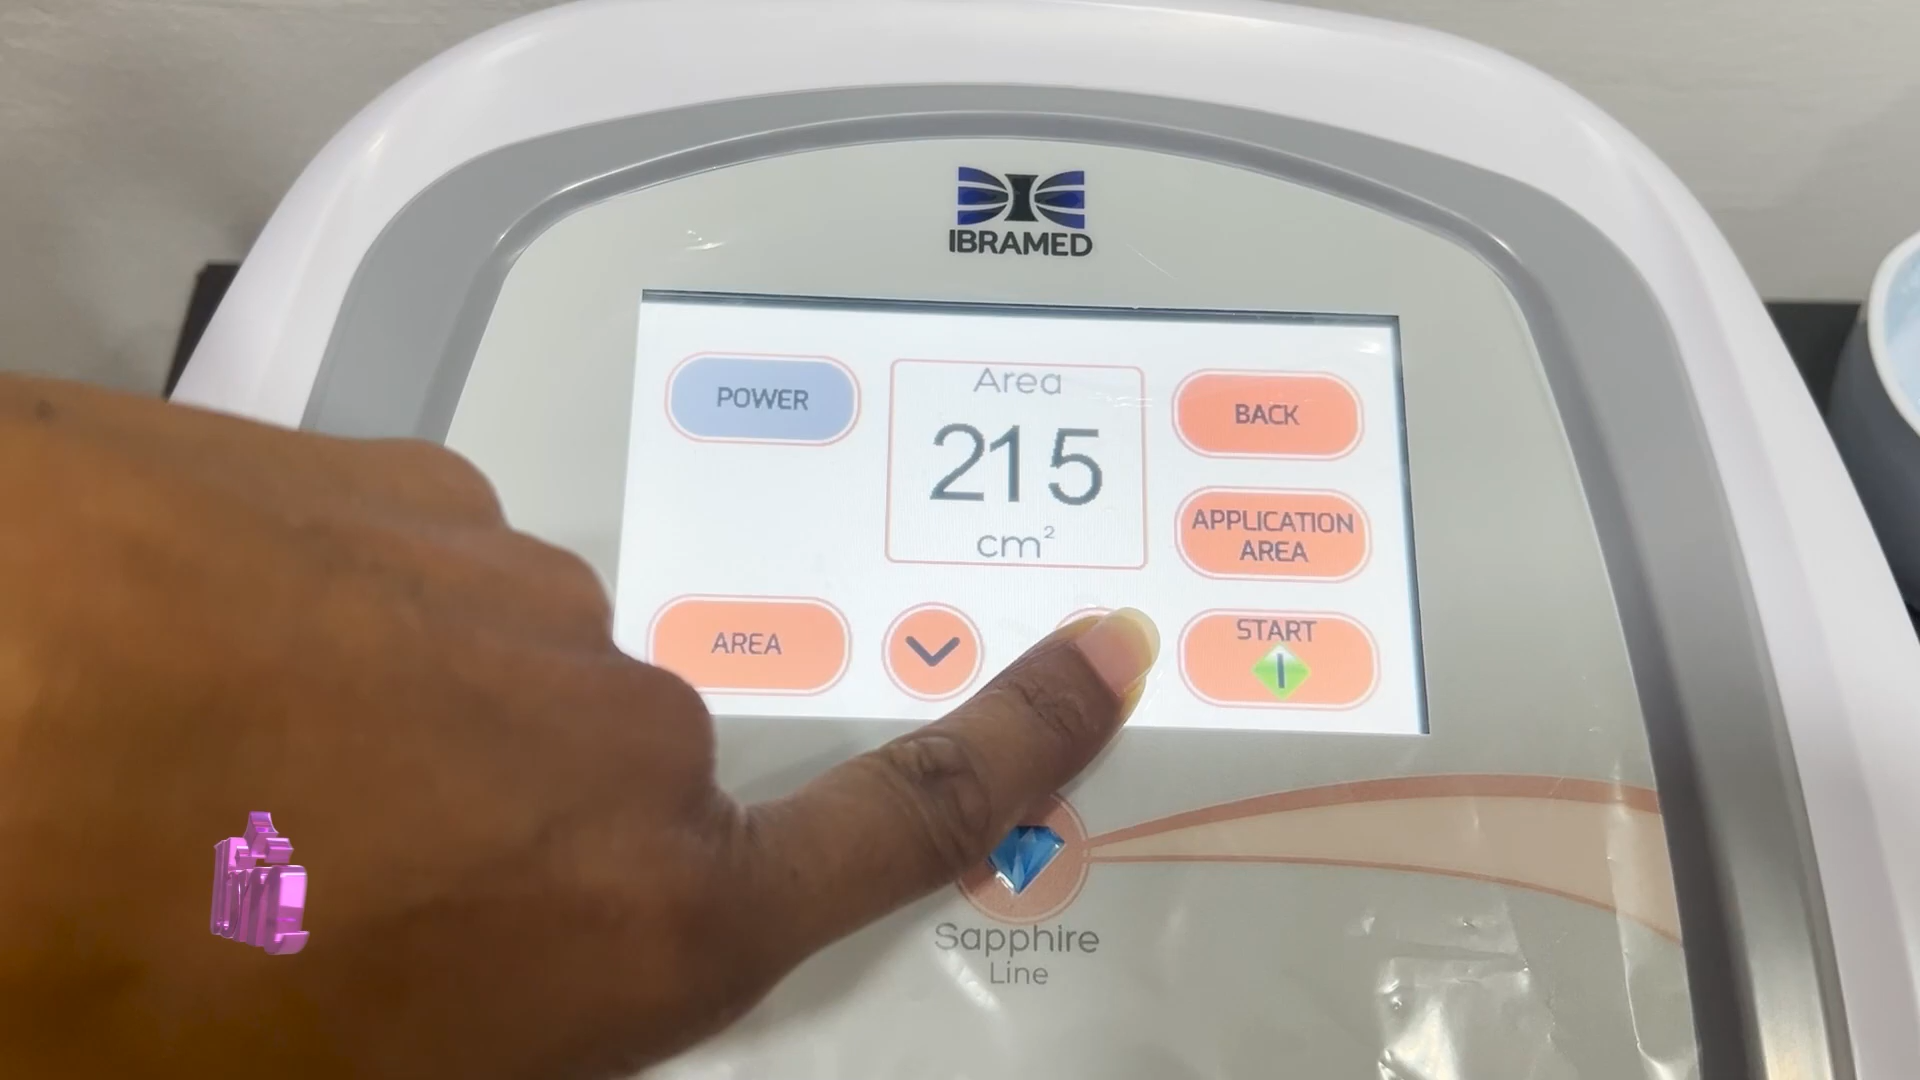 IBRAMED
POWER
Area
215
cm²
BACK
APPLICATION
AREA
AREA
START
Sapphire
Line